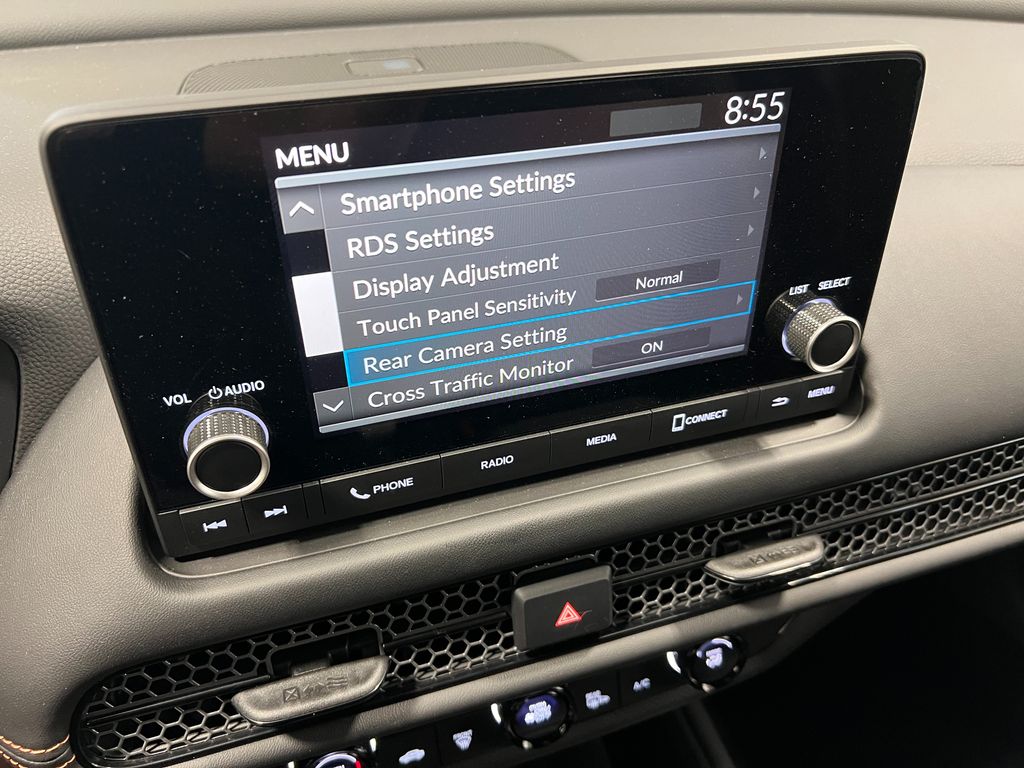 8:55
MENU
Smartphone Settings
RDS Settings
Display Adjustment
Touch Panel Sensitivity Normal
Rear Camera Setting
Cross Traffic Monitor ON
LIST SELECT
VOL AUDIO
PHONE RADIO MEDIA CONNECT MENU
A/C